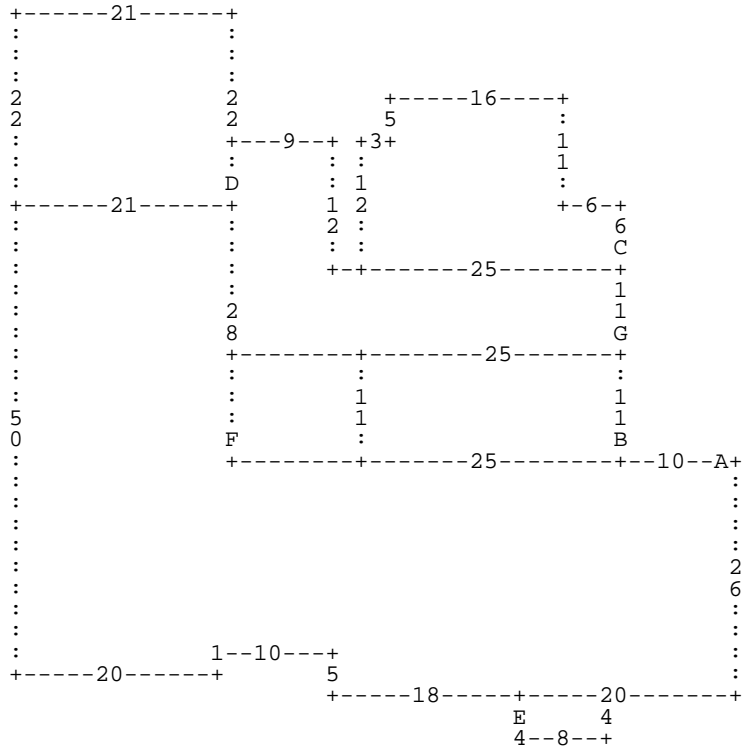 +------21------+
:              :
:              :
:              :
2              2          +-----16----+
2              2          5           :
:              +---9--+ +3+           1
:              :      : :             1
:              D      : 1             :
+------21------+      1 2             +-6-+
:              :      2 :                 6
:              :      : :                 C
:              :      +-+-------25--------+
:              :                          1
:              2                          1
:              8                          G
:              +--------+--------25-------+
:              :        :                 :
:              :        1                 1
5              :        1                 1
0              F        :                 B
:              +--------+-------25--------+--10--A+
:                                                 :
:                                                 :
:                                                 :
:                                                 2
:                                                 6
:                                                 :
:                                                 :
:             1--10---+                           :
+-----20------+       5                           :
                      +-----18-----+-----20-------+
                                   E     4
                                   4--8--+